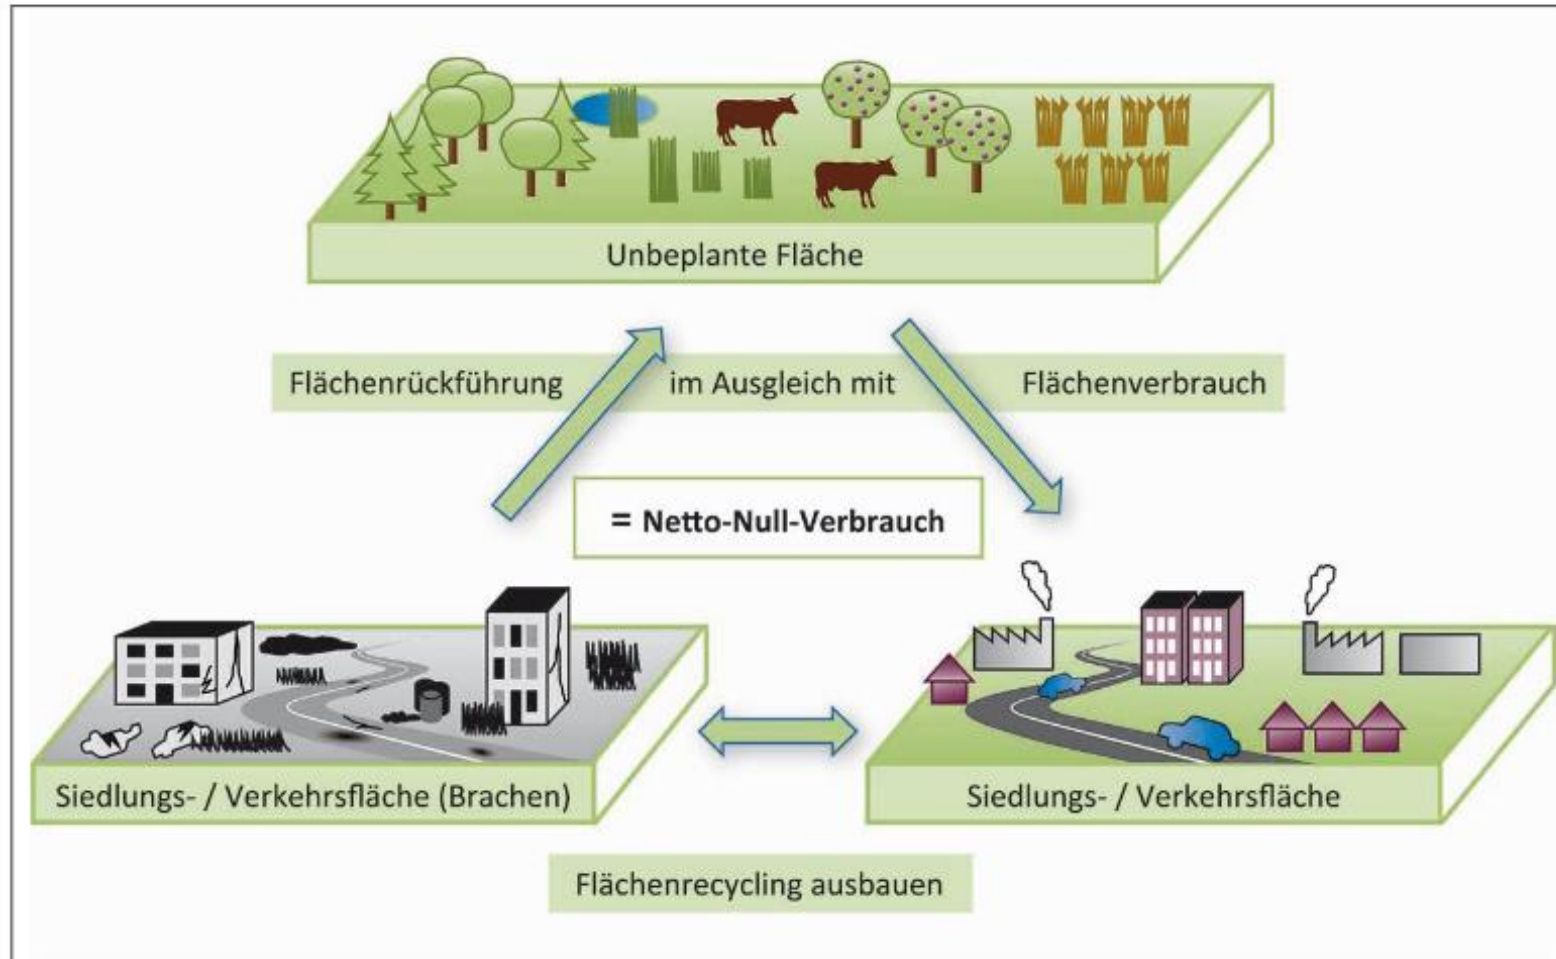 Unbeplante Fläche
Flächenrückführung im Ausgleich mit Flächenverbrauch
= Netto-Null-Verbrauch
Siedlungs- / Verkehrsfläche (Brachen)
Siedlungs- / Verkehrsfläche
Flächenrecycling ausbauen